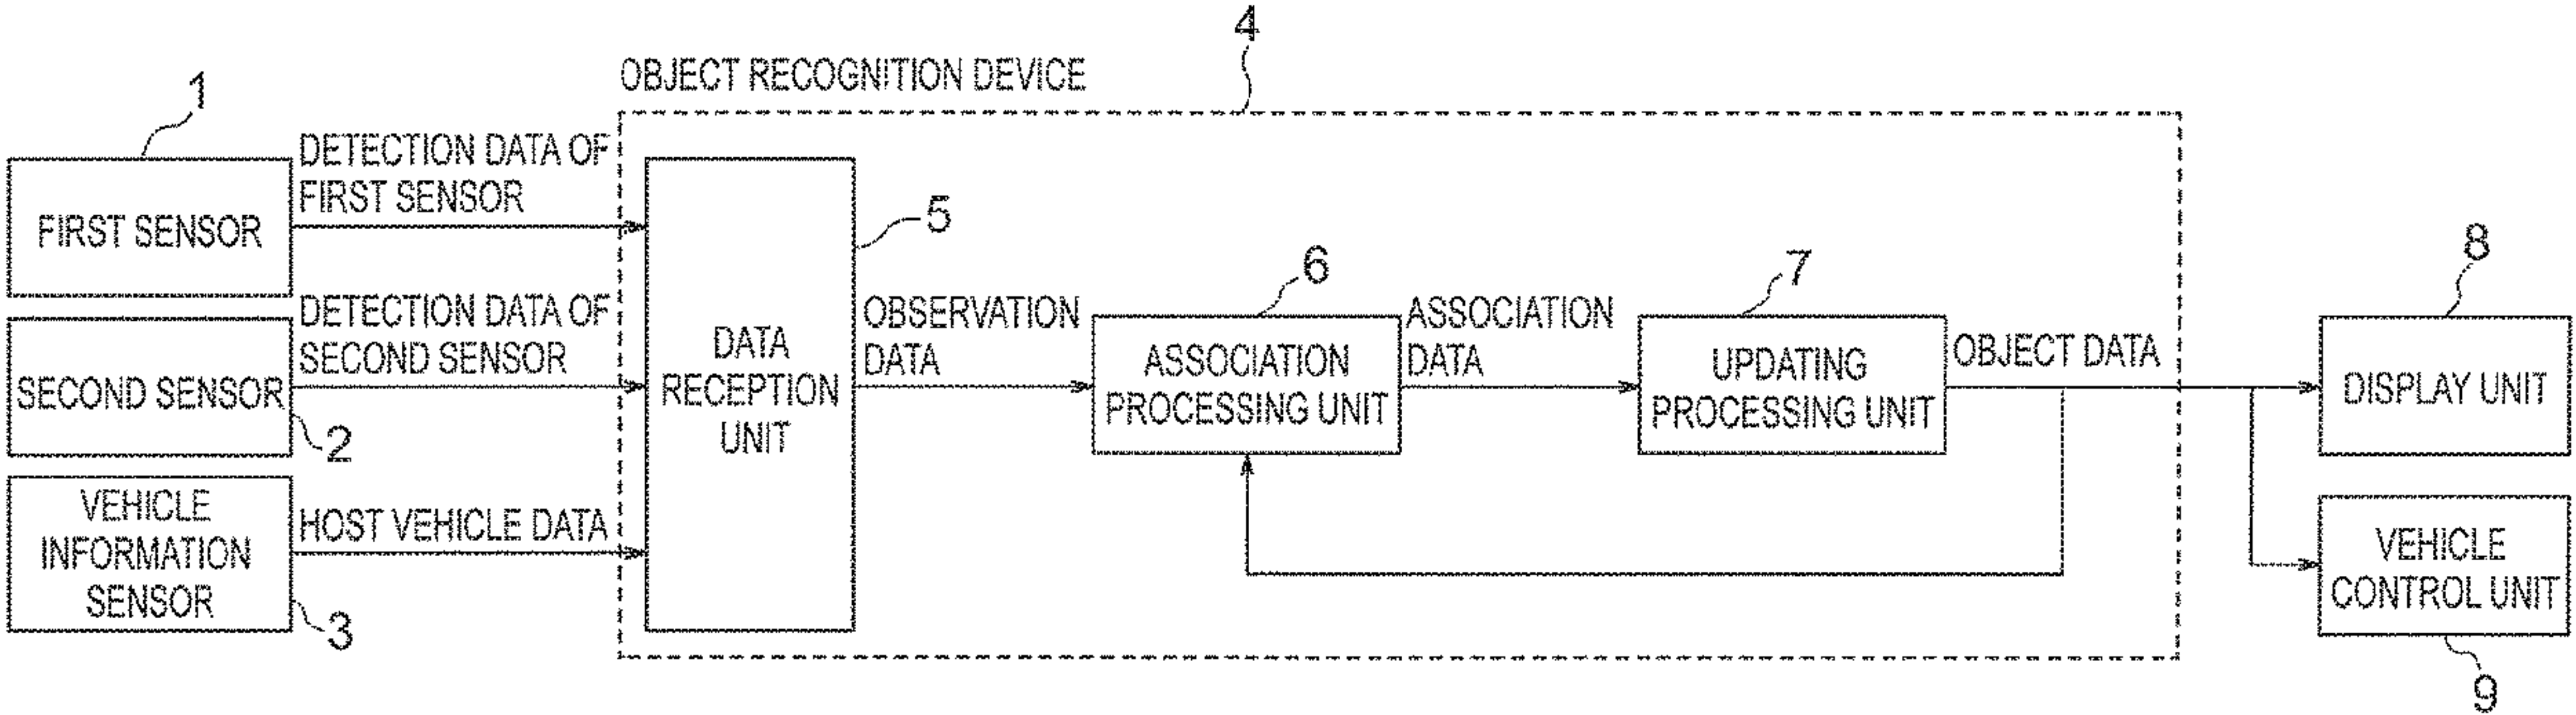 4
OBJECT RECOGNITION DEVICE
1
DETECTION DATA OF
FIRST SENSOR
FIRST SENSOR
5
DETECTION DATA OF
SECOND SENSOR
SECOND SENSOR
2
VEHICLE
INFORMATION
SENSOR
3
HOST VEHICLE DATA
DATA
RECEPTION
UNIT
OBSERVATION
DATA
6
ASSOCIATION
PROCESSING UNIT
ASSOCIATION
DATA
7
UPDATING
PROCESSING UNIT
OBJECT DATA
8
DISPLAY UNIT
VEHICLE
CONTROL UNIT
9